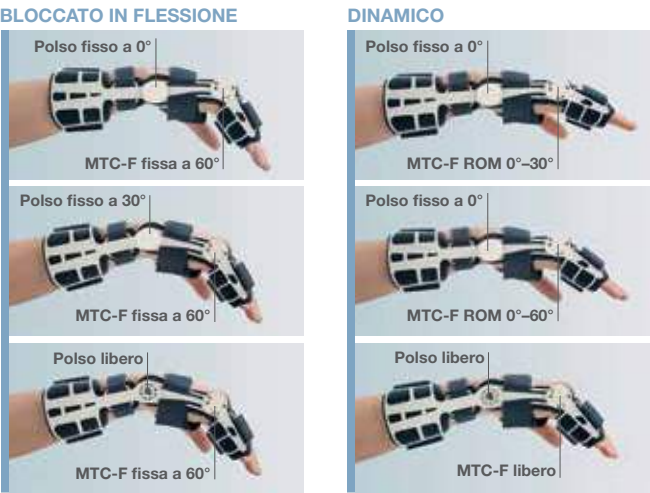 BLOCCATO IN FLESSIONE
Polso fisso a 0°
MTC-F fissa a 60°
Polso fisso a 30°
MTC-F fissa a 60°
Polso libero
MTC-F fissa a 60°
DINAMICO
Polso fisso a 0°
MTC-F ROM 0°–30°
Polso fisso a 0°
MTC-F ROM 0°–60°
Polso libero
MTC-F libero